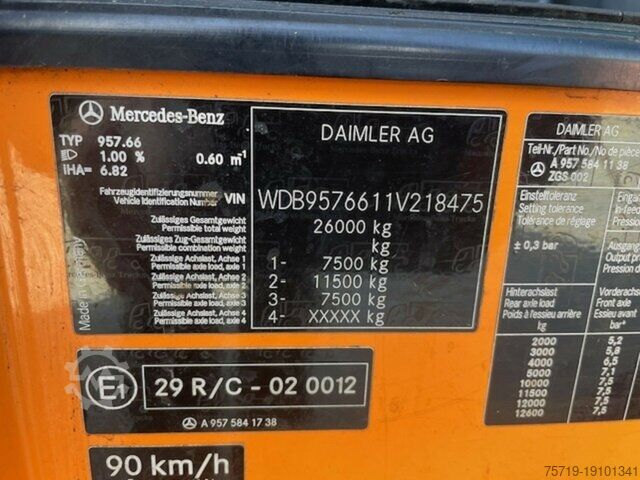 Mercedes-Benz
DAIMLER AG
TYP 957.66
1.00 % 0.60 m⁻¹
iHA= 6.82
Fahrzeugidentifizierungsnummer
Vehicle Identification Number VIN
WDB9576611V218475
Zulässiges Gesamtgewicht
Permissible total weight
26000 kg
Zulässiges Zug-Gesamtgewicht
Permissible combination weight
kg
Zulässige Achslast, Achse 1
Permissible axle load, axle 1
1- 7500 kg
Zulässige Achslast, Achse 2
Permissible axle load, axle 2
2- 11500 kg
Zulässige Achslast, Achse 3
Permissible axle load, axle 3
3- 7500 kg
Zulässige Achslast, Achse 4
Permissible axle load, axle 4
4- XXXXX kg
Made in Germany
E1
29 R/C - 02 0012
A 957 584 17 38
90 km/h
DAIMLER AG
Teil-Nr./Part No./No de pièce
A 957 584 11 38
ZGS 002
Einstelltoleranz
Setting tolerance
Tolérance de réglage
± 0,3 bar
Ausgan
Output pre
Pression
Hinterachslast
Rear axle load
Poids à l'essieu arrière
kg
Vorderachs
Front axle
Essieu avant
bar*
2000 5,2
3000 5,8
4000 6,5
5000 7,1
10000 7,5
11500 7,5
12000 7,5
12600 7,5
75719-19101341